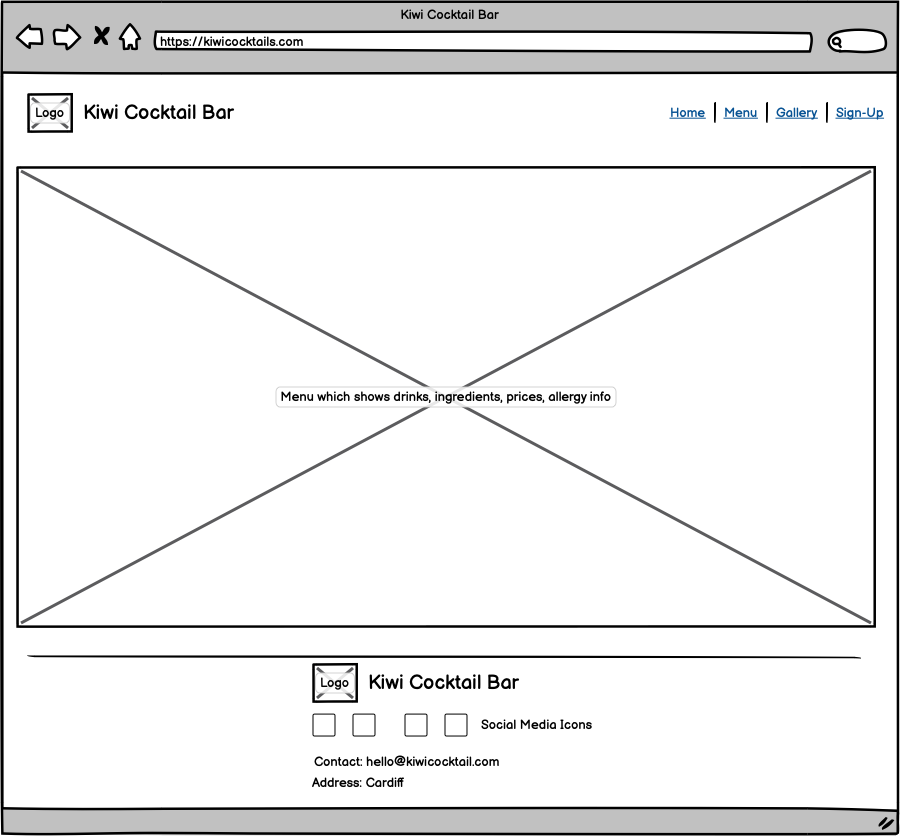 Kiwi Cocktail Bar
https://kiwicocktails.com
Logo Kiwi Cocktail Bar
Home Menu Gallery Sign-Up
Menu which shows drinks, ingredients, prices, allergy info
Logo Kiwi Cocktail Bar
Social Media Icons
Contact: hello@kiwicocktail.com
Address: Cardiff